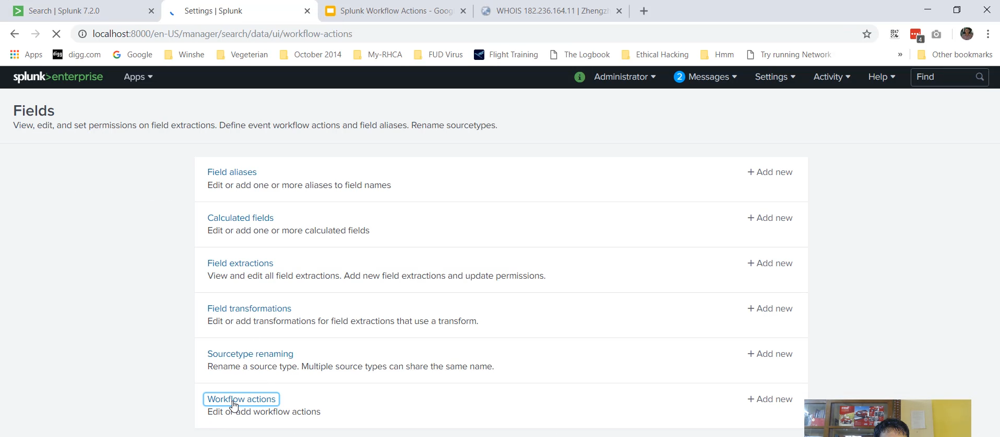 Search | Splunk 7.2.0
Settings | Splunk
Splunk Workflow Actions - Goog
WHOIS 182.236.164.11 | Zhengzh
localhost:8000/en-US/manager/search/data/ui/workflow-actions
4
Apps
digg
digg.com
Google
Winshe
Vegeterian
October 2014
My-RHCA
FUD Virus
Flight Training
The Logbook
Ethical Hacking
Hmm
Try running Network
»
Other bookmarks
splunk>enterprise
Apps
i
Administrator
2 Messages
Settings
Activity
Help
Find
Fields
View, edit, and set permissions on field extractions. Define event workflow actions and field aliases. Rename sourcetypes.
Field aliases
+ Add new
Edit or add one or more aliases to field names
Calculated fields
+ Add new
Edit or add one or more calculated fields
Field extractions
+ Add new
View and edit all field extractions. Add new field extractions and update permissions.
Field transformations
+ Add new
Edit or add transformations for field extractions that use a transform.
Sourcetype renaming
+ Add new
Rename a source type. Multiple source types can share the same name.
Workflow actions
+ Add new
Edit or add workflow actions